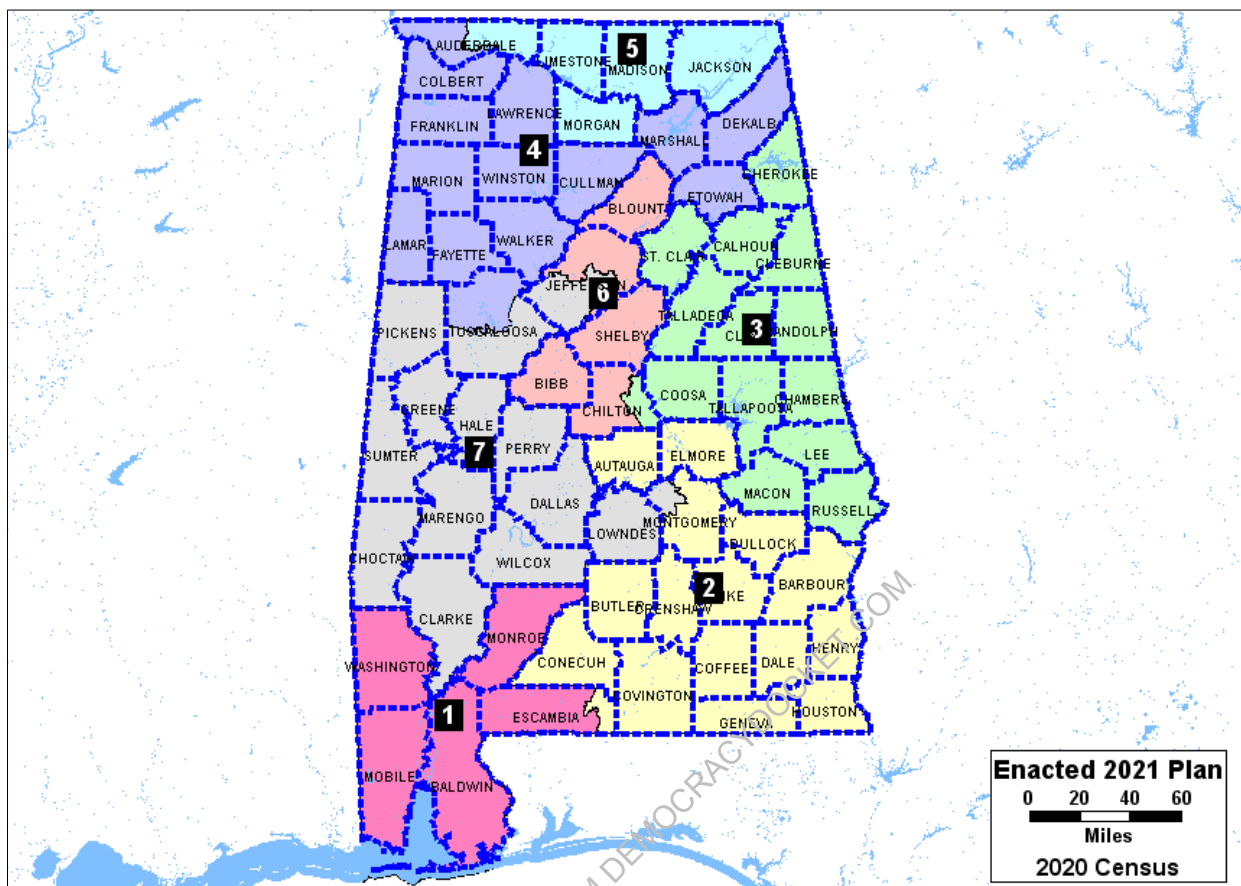 LAUDERDALE
LIMESTONE
5
MADISON
JACKSON
COLBERT
LAWRENCE
FRANKLIN
MORGAN
DEKALB
MARSHALL
4
CHEROKEE
MARION
WINSTON
CULLMAN
ETOWAH
BLOUNT
LAMAR
FAYETTE
WALKER
ST. CLAIR
CALHOUN
CLEBURNE
JEFFERSON
6
TALLADEGA
3
CL
RANDOLPH
PICKENS
TUSCALOOSA
SHELBY
BIBB
CHILTON
COOSA
TALLAPOOSA
CHAMBERS
GREENE
HALE
PERRY
SUMTER
7
AUTAUGA
ELMORE
LEE
MACON
RUSSELL
DALLAS
MARENGO
LOWNDES
MONTGOMERY
BULLOCK
CHOCTAW
WILCOX
2
PIKE
BARBOUR
BUTLER
CRENSHAW
CLARKE
MONROE
WASHINGTON
CONECUH
COFFEE
DALE
HENRY
COVINGTON
1
ESCAMBIA
GENEVA
HOUSTON
MOBILE
BALDWIN
M DEMOCRACYDOCKET.COM
Enacted 2021 Plan
0 20 40 60
Miles
2020 Census